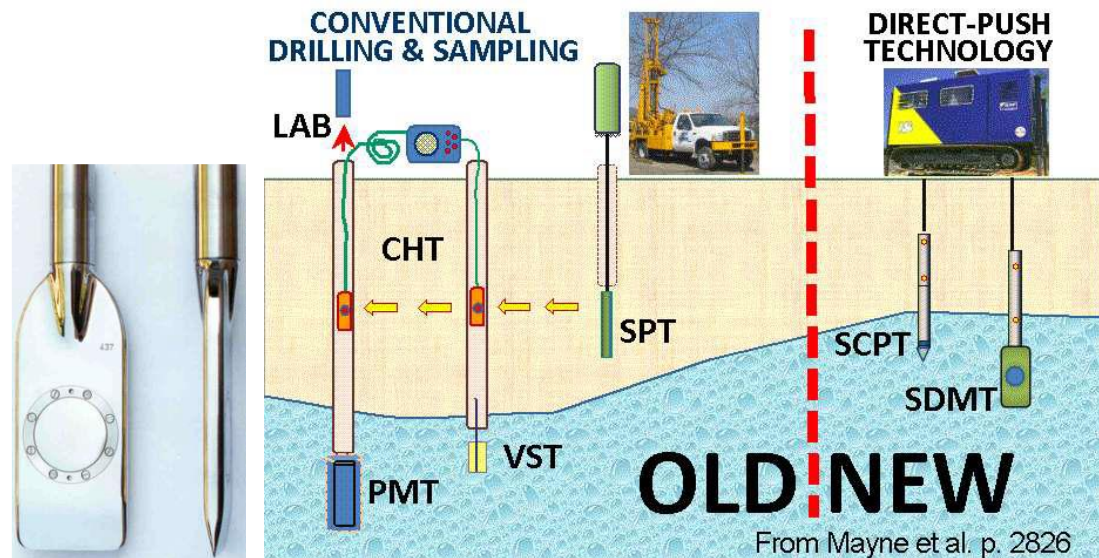 CONVENTIONAL
DRILLING & SAMPLING
DIRECT-PUSH
TECHNOLOGY
LAB
CHT
SPT
SCPT
SDMT
VST
PMT
OLD NEW
From Mayne et al. p. 2826
437